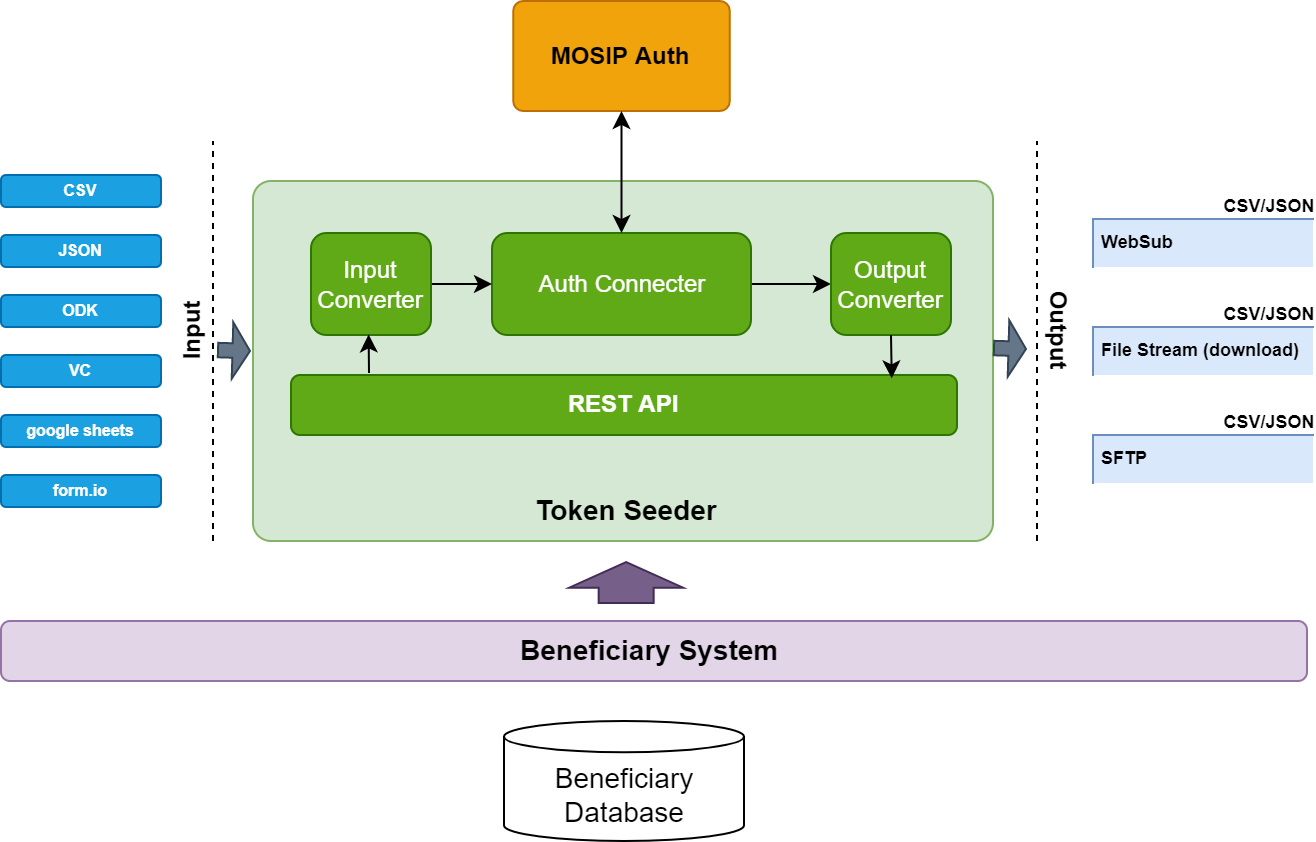 MOSIP Auth
CSV
JSON
ODK
VC
google sheets
form.io
Input
Input
Converter
Auth Connecter
Output
Converter
REST API
Token Seeder
Output
CSV/JSON
WebSub
CSV/JSON
File Stream (download)
CSV/JSON
SFTP
Beneficiary System
Beneficiary
Database